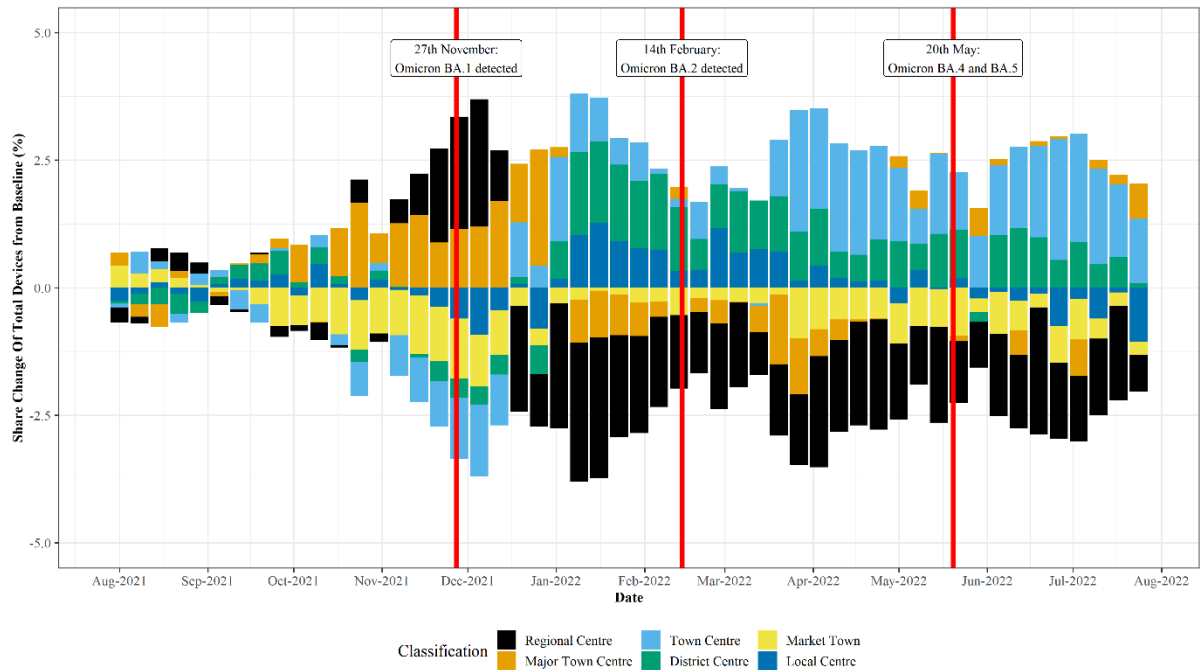 27th November:
Omicron BA.1 detected
14th February:
Omicron BA.2 detected
20th May:
Omicron BA.4 and BA.5
Share Change Of Total Devices from Baseline (%)
5.0
2.5
0.0
-2.5
-5.0
Aug-2021 Sep-2021 Oct-2021 Nov-2021 Dec-2021 Jan-2022 Feb-2022 Mar-2022 Apr-2022 May-2022 Jun-2022 Jul-2022 Aug-2022
Date
Classification
Regional Centre Town Centre Market Town
Major Town Centre District Centre Local Centre